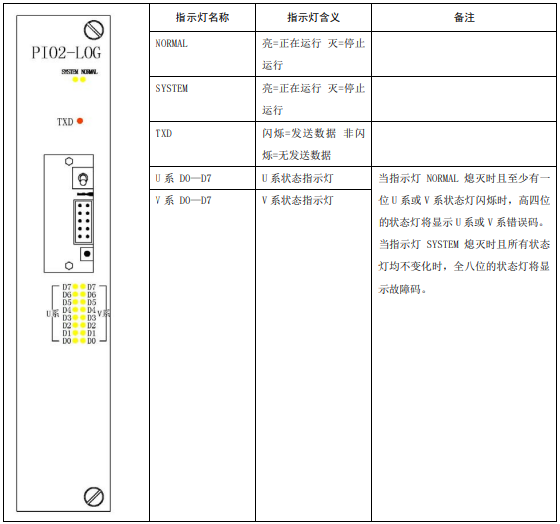 PIO2-LOG
SYSTEM NORMAL
TXD
U系 V系
D7 D7
D6 D6
D5 D5
D4 D4
D3 D3
D2 D2
D1 D1
D0 D0
指示灯名称 指示灯含义 备注
NORMAL 亮=正在运行 灭=停止
运行
SYSTEM 亮=正在运行 灭=停止
运行
TXD 闪烁=发送数据 非闪
烁=无发送数据
U系 D0—D7 U系状态指示灯
V系 D0—D7 V系状态指示灯
当指示灯 NORMAL 熄灭时且至少有一
位U系或V系状态灯闪烁时，高四位
的状态灯将显示U系或V系错误码。
当指示灯 SYSTEM 熄灭时且所有状态
灯均不变化时，全八位的状态灯将显
示故障码。